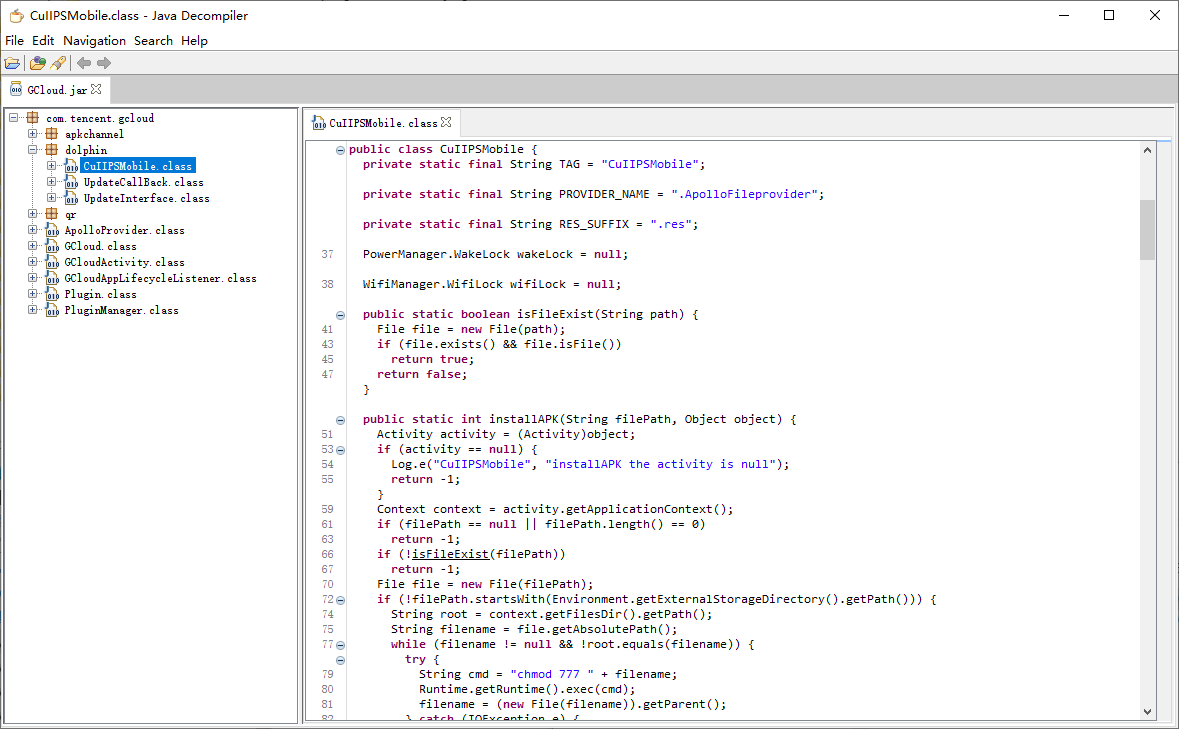 CuIIPSMobile.class - Java Decompiler
File Edit Navigation Search Help
GCloud.jar
com.tencent.gcloud
apkchannel
dolphin
CuIIPSMobile.class
UpdateCallBack.class
UpdateInterface.class
qr
ApolloProvider.class
GCloud.class
GCloudActivity.class
GCloudAppLifecycleListener.class
Plugin.class
PluginManager.class
CuIIPSMobile.class
public class CuIIPSMobile {
private static final String TAG = "CuIIPSMobile";
private static final String PROVIDER_NAME = ".ApolloFileprovider";
private static final String RES_SUFFIX = ".res";
37 PowerManager.WakeLock wakeLock = null;
38 WifiManager.WifiLock wifiLock = null;
public static boolean isFileExist(String path) {
41 File file = new File(path);
43 if (file.exists() && file.isFile())
45 return true;
47 return false;
}
public static int installAPK(String filePath, Object object) {
51 Activity activity = (Activity)object;
53 if (activity == null) {
54 Log.e("CuIIPSMobile", "installAPK the activity is null");
55 return -1;
}
59 Context context = activity.getApplicationContext();
61 if (filePath == null || filePath.length() == 0)
63 return -1;
66 if (!isFileExist(filePath))
67 return -1;
70 File file = new File(filePath);
72 if (!filePath.startsWith(Environment.getExternalStorageDirectory().getPath())) {
74 String root = context.getFilesDir().getPath();
75 String filename = file.getAbsolutePath();
77 while (filename != null && !root.equals(filename)) {
try {
79 String cmd = "chmod 777 " + filename;
80 Runtime.getRuntime().exec(cmd);
81 filename = (new File(filename)).getParent();
82 } catch (IOException e) {